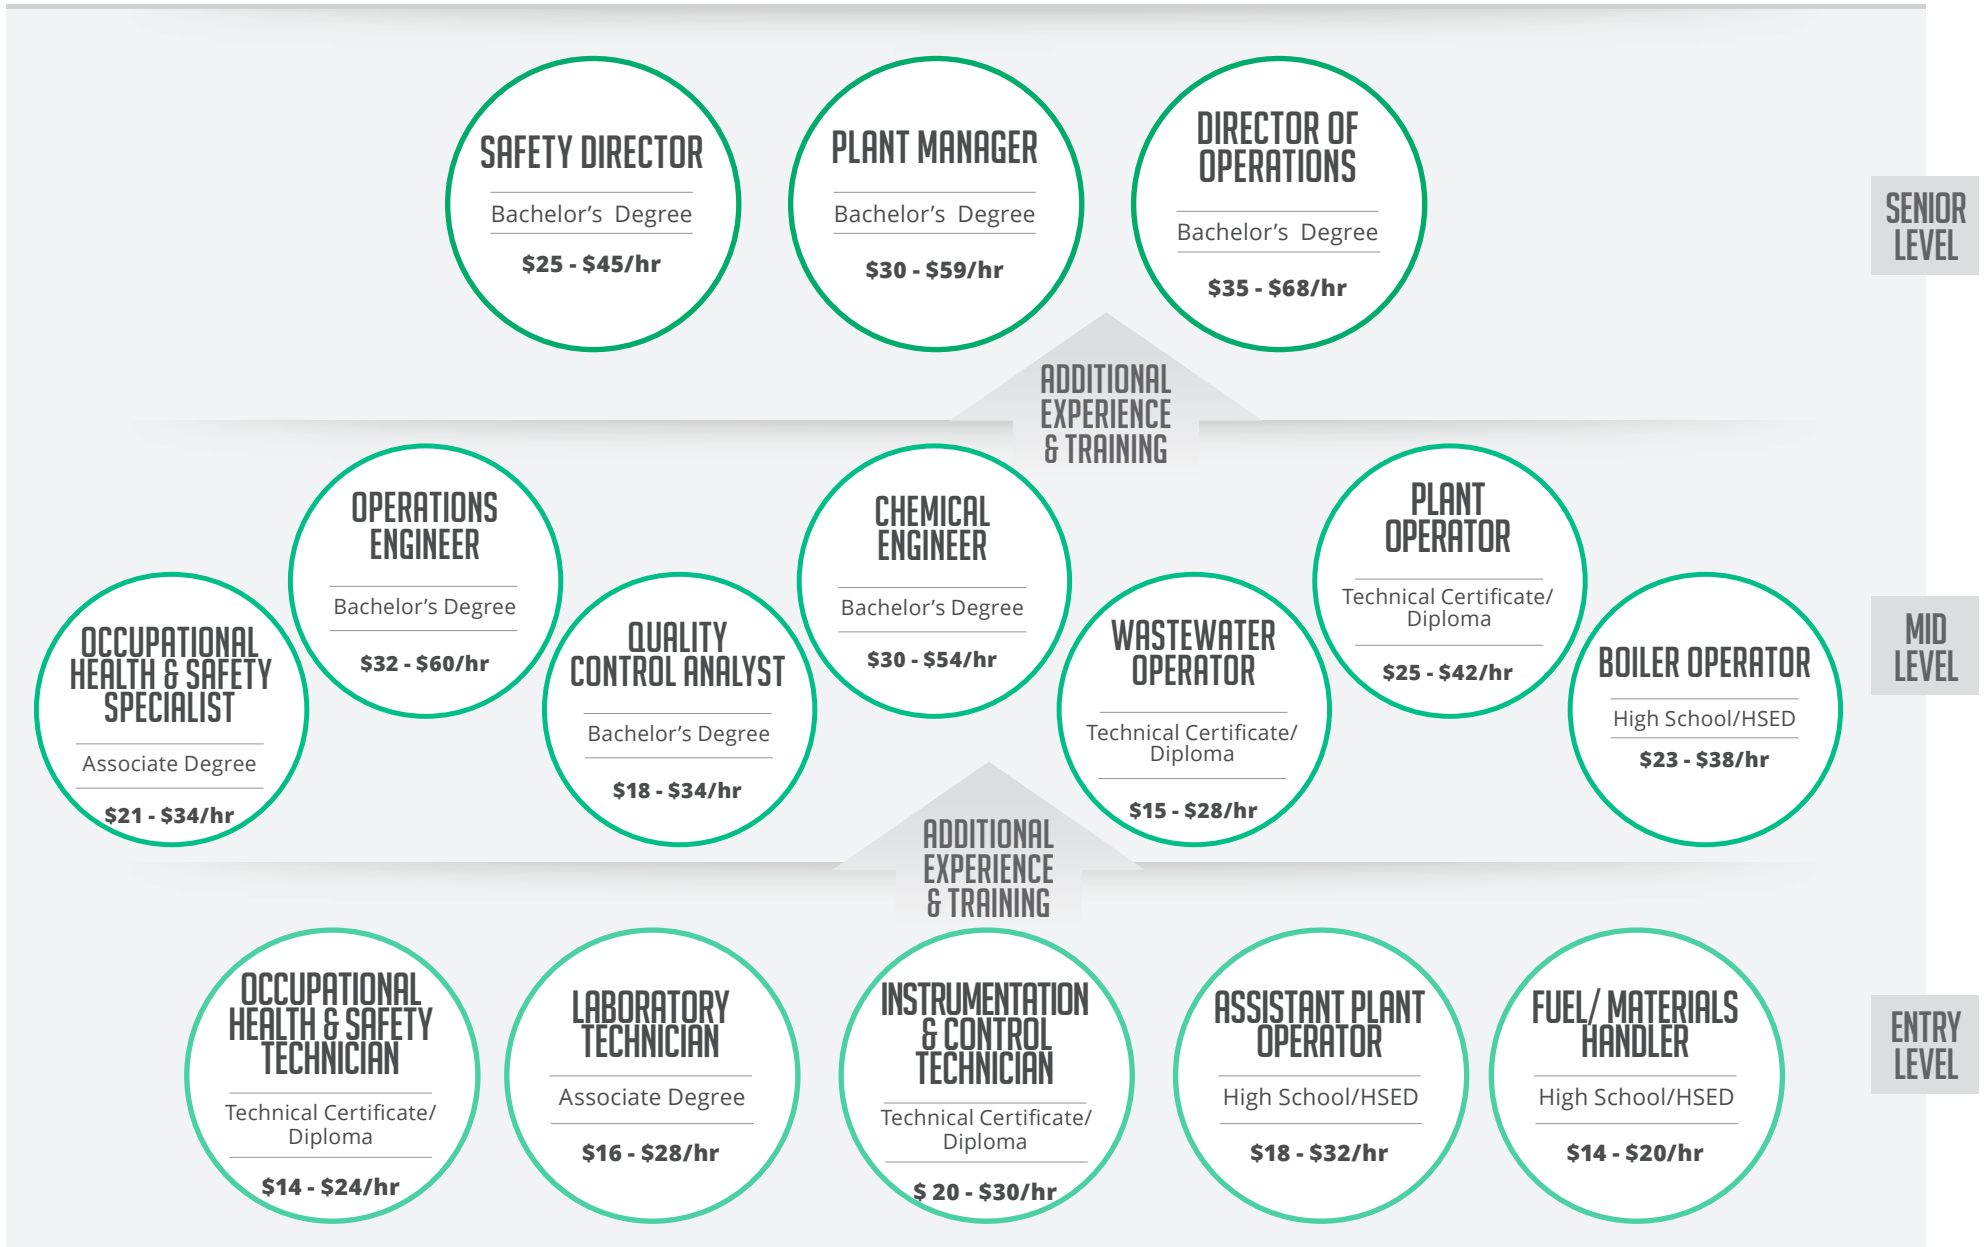 SAFETY DIRECTOR
Bachelor's  Degree
$25 - $45/hr
PLANT MANAGER
Bachelor's  Degree
$30 - $59/hr
DIRECTOR OF
OPERATIONS
Bachelor's  Degree
$35 - $68/hr
SENIOR
LEVEL
ADDITIONAL
EXPERIENCE
& TRAINING
OCCUPATIONAL
HEALTH & SAFETY
SPECIALIST
Associate Degree
$21 - $34/hr
OPERATIONS
ENGINEER
Bachelor's Degree
$32 - $60/hr
QUALITY
CONTROL ANALYST
Bachelor's Degree
$18 - $34/hr
CHEMICAL
ENGINEER
Bachelor's Degree
$30 - $54/hr
WASTEWATER
OPERATOR
Technical Certificate/
Diploma
$15 - $28/hr
PLANT
OPERATOR
Technical Certificate/
Diploma
$25 - $42/hr
BOILER OPERATOR
High School/HSED
$23 - $38/hr
MID
LEVEL
ADDITIONAL
EXPERIENCE
& TRAINING
OCCUPATIONAL
HEALTH & SAFETY
TECHNICIAN
Technical Certificate/
Diploma
$14 - $24/hr
LABORATORY
TECHNICIAN
Associate Degree
$16 - $28/hr
INSTRUMENTATION
& CONTROL
TECHNICIAN
Technical Certificate/
Diploma
$ 20 - $30/hr
ASSISTANT PLANT
OPERATOR
High School/HSED
$18 - $32/hr
FUEL/ MATERIALS
HANDLER
High School/HSED
$14 - $20/hr
ENTRY
LEVEL